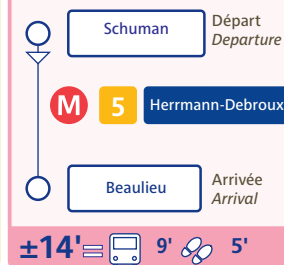 Schuman
Départ
Departure
M 5 Herrmann-Debroux
Beaulieu
Arrivée
Arrival
±14'= 9' 5'